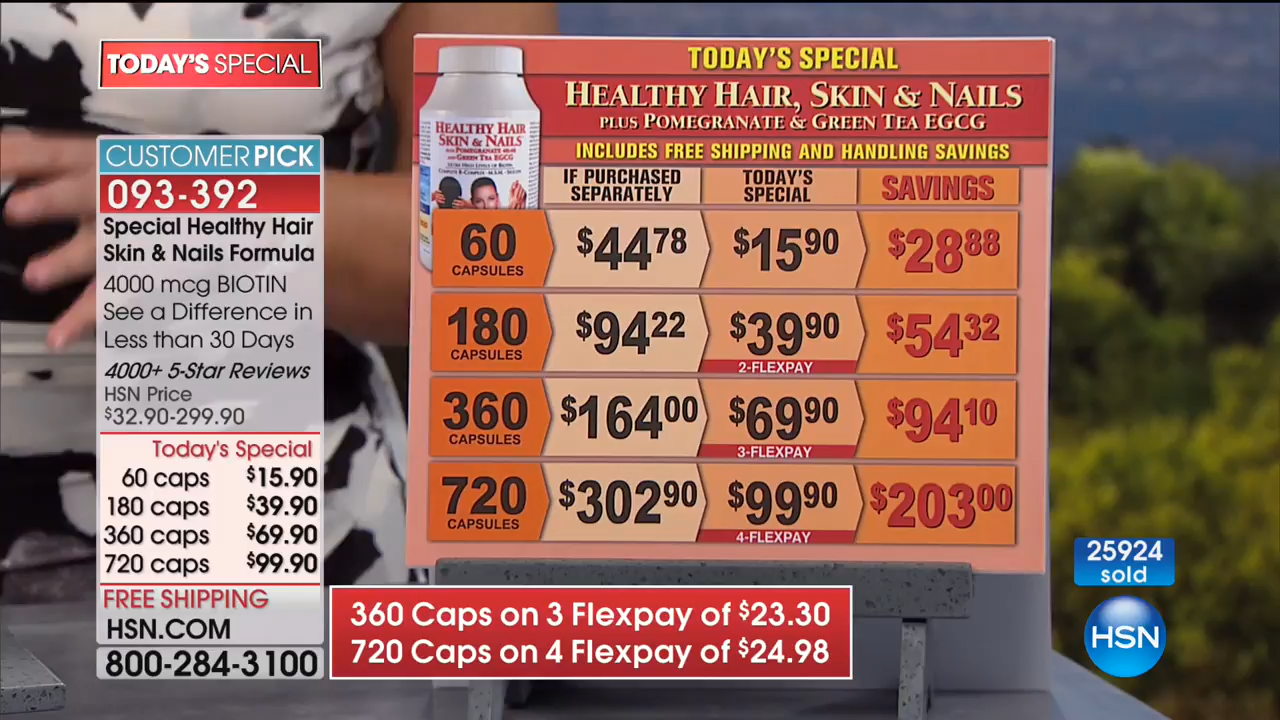 TODAY'S SPECIAL
CUSTOMER PICK
093-392
Special Healthy Hair
Skin & Nails Formula
4000 mcg BIOTIN
See a Difference in
Less than 30 Days
4000+ 5-Star Reviews
HSN Price
$32.90-299.90
Today's Special
60 caps $15.90
180 caps $39.90
360 caps $69.90
720 caps $99.90
FREE SHIPPING
HSN.COM
800-284-3100
TODAY'S SPECIAL
HEALTHY HAIR, SKIN & NAILS
PLUS POMEGRANATE & GREEN TEA EGCG
INCLUDES FREE SHIPPING AND HANDLING SAVINGS
HEALTHY HAIR
SKIN & NAILS
AND GREEN TEA EGCG
IF PURCHASED SEPARATELY TODAY'S SPECIAL SAVINGS
60 CAPSULES $44.78 $15.90 $28.88
180 CAPSULES $94.22 $39.90 $54.32
2-FLEXPAY
360 CAPSULES $164.00 $69.90 $94.10
3-FLEXPAY
720 CAPSULES $302.90 $99.90 $203.00
4-FLEXPAY
360 Caps on 3 Flexpay of $23.30
720 Caps on 4 Flexpay of $24.98
25924
sold
HSN